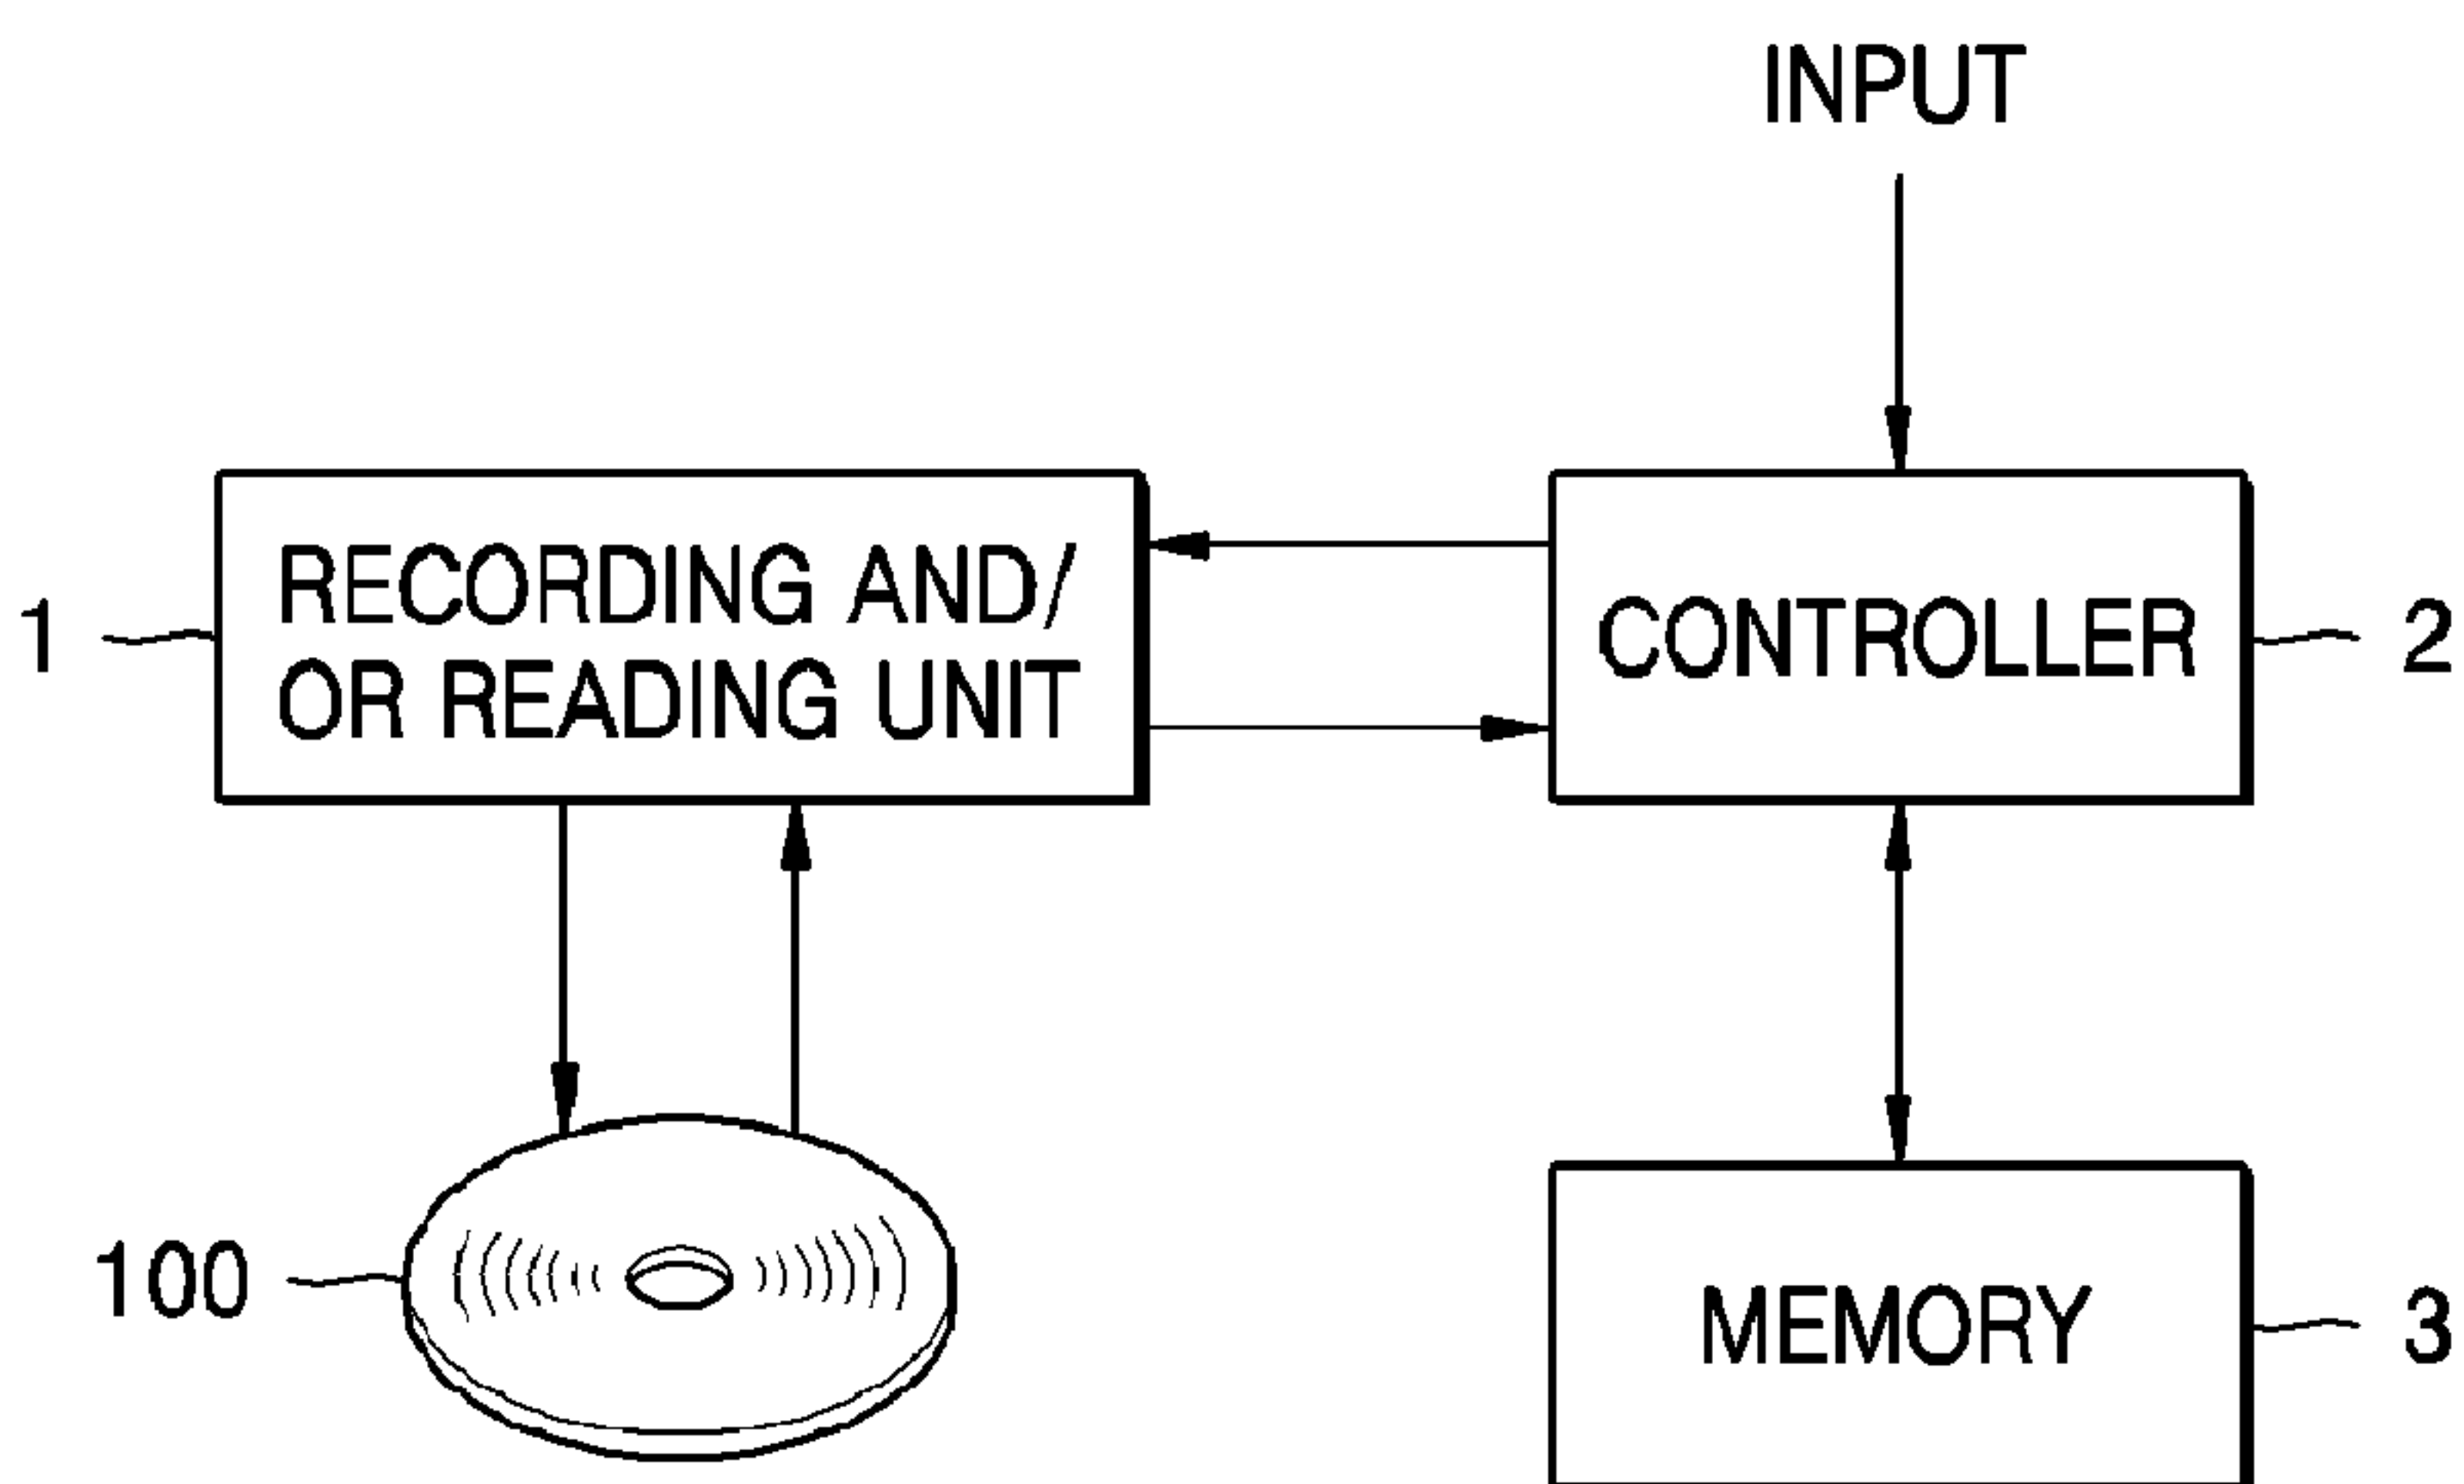 INPUT
RECORDING AND/
OR READING UNIT
1
CONTROLLER
2
100
MEMORY
3